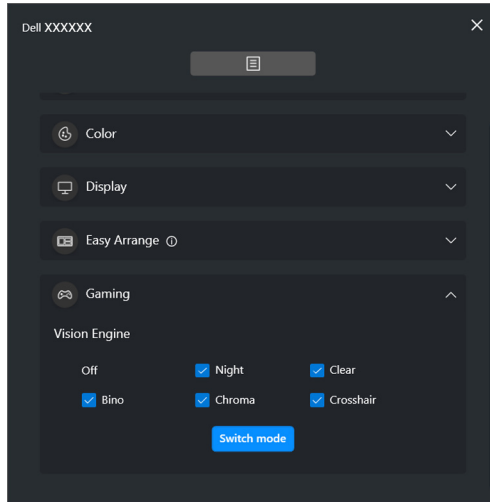 Dell XXXXXX
Color
Display
Easy Arrange
Gaming
Vision Engine
Off Night Clear
Bino Chroma Crosshair
Switch mode